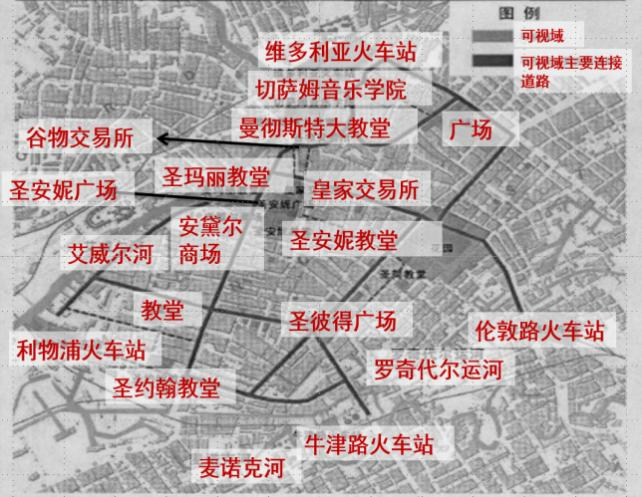 图 例
可视域
可视域主要连接
道路
维多利亚火车站
切萨姆音乐学院
曼彻斯特大教堂
广场
谷物交易所
圣玛丽教堂
皇家交易所
圣安妮广场
安黛尔
商场
圣安妮教堂
艾威尔河
教堂
圣彼得广场
伦敦路火车站
利物浦火车站
罗奇代尔运河
圣约翰教堂
牛津路火车站
麦诺克河